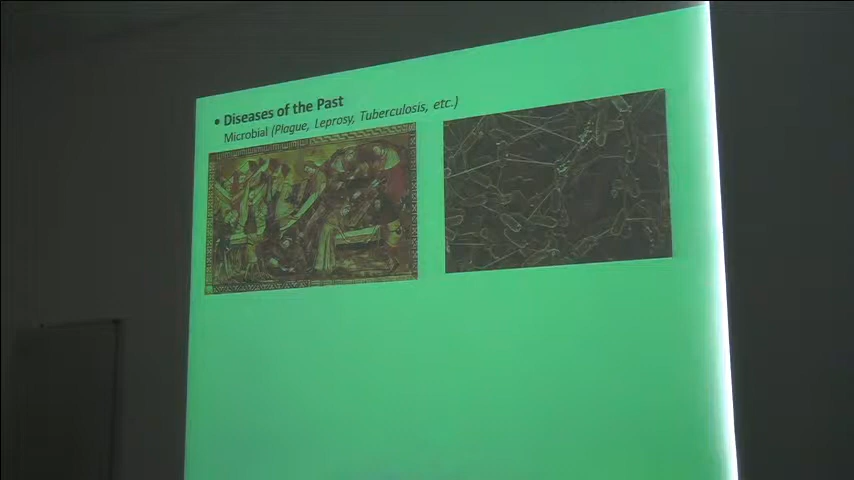 • Diseases of the Past
Microbial (Plague, Leprosy, Tuberculosis, etc.)